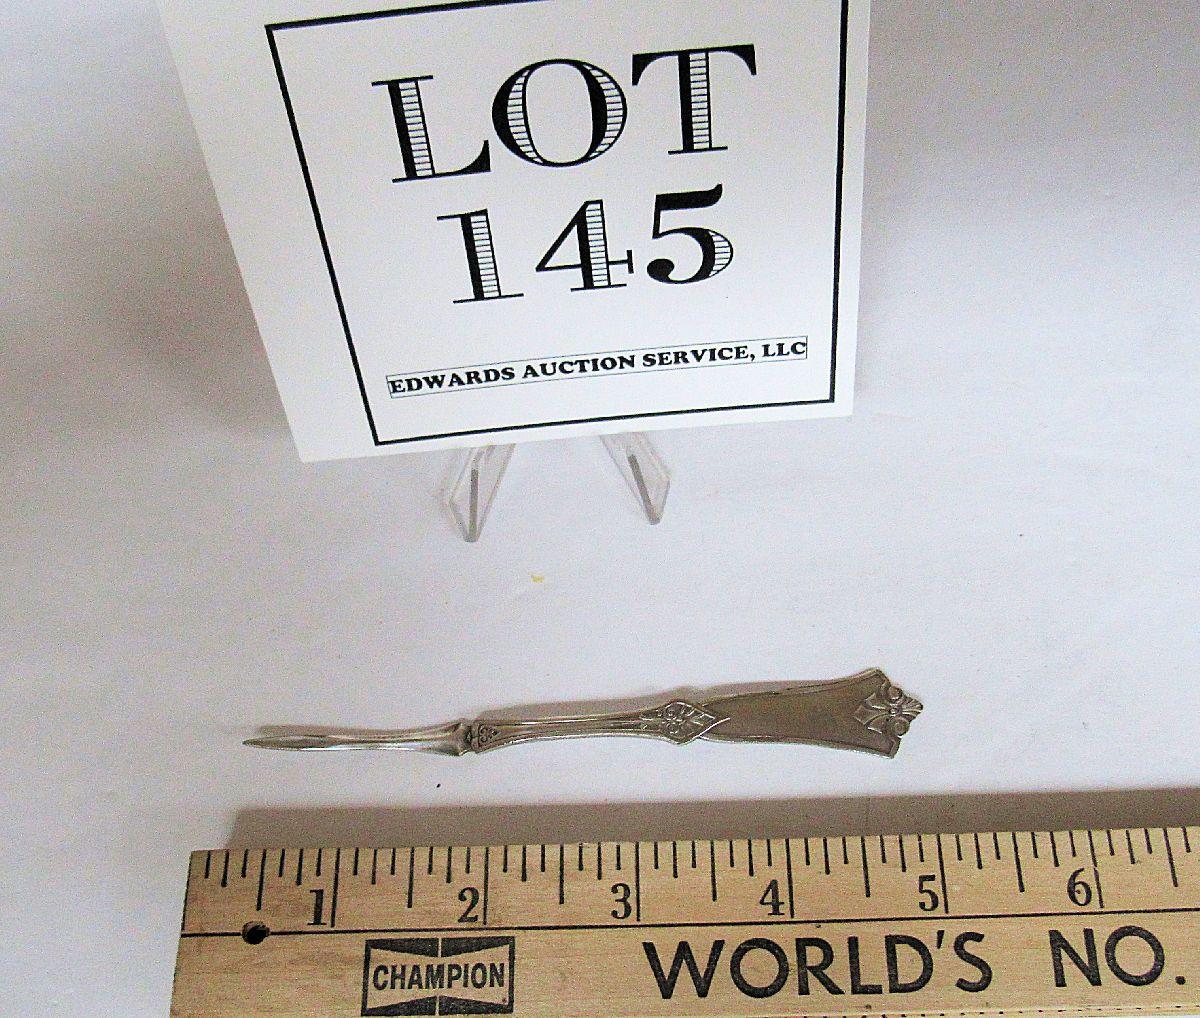 LOT
145
EDWARDS AUCTION SERVICE, LLC
1 2 3 4 5 6
CHAMPION WORLD'S NO.